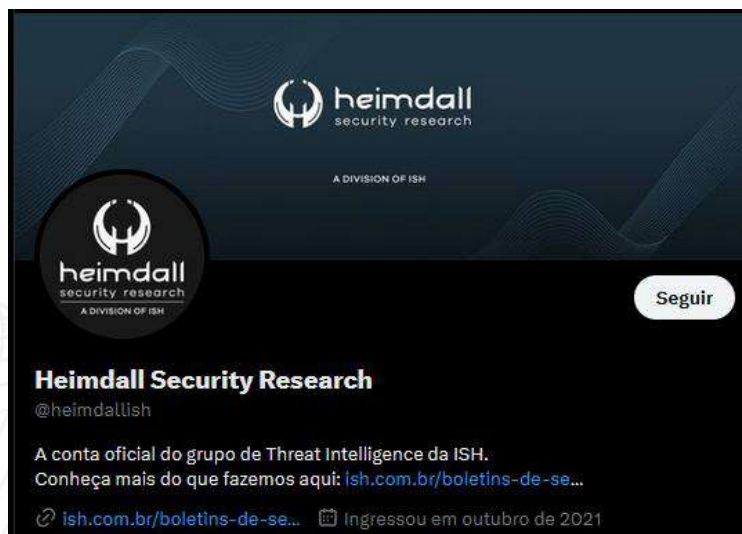 heimdall
security research
A DIVISION OF ISH
heimdall
security research
A DIVISION OF ISH
Seguir
Heimdall Security Research
@heimdallish
A conta oficial do grupo de Threat Intelligence da ISH.
Conheça mais do que fazemos aqui: ish.com.br/boletins-de-se...
ish.com.br/boletins-de-se... Ingressou em outubro de 2021